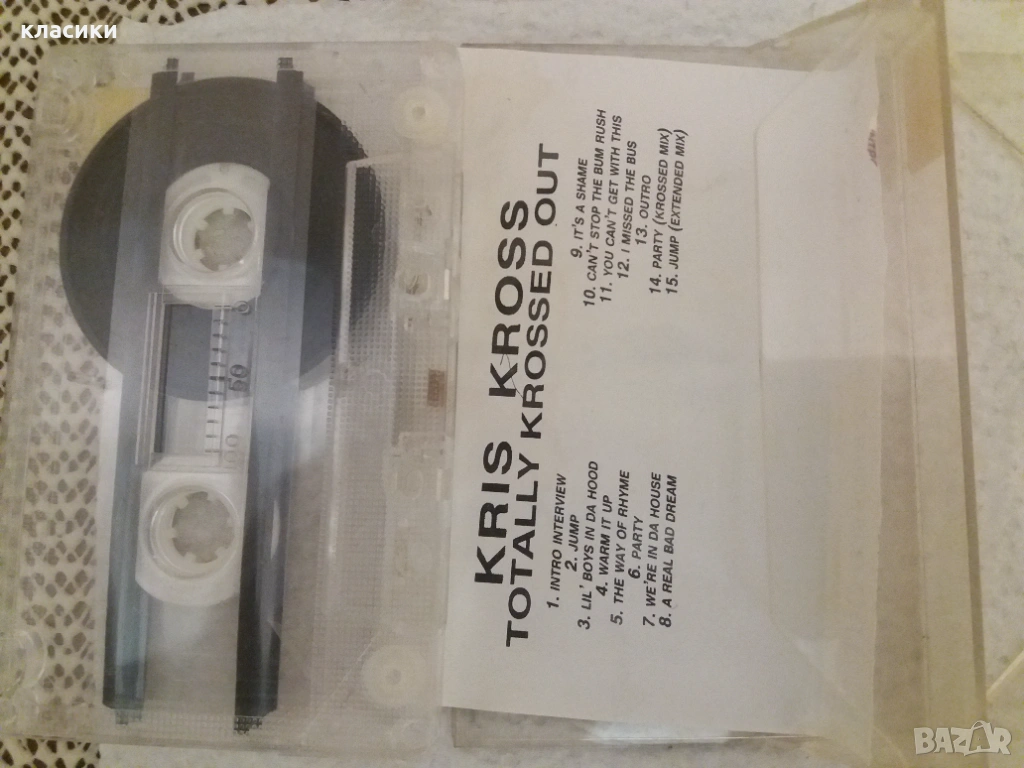 класики
KRIS KROSS
TOTALLY KROSSED OUT
1. INTRO INTERVIEW
2. JUMP
3. LIL' BOYS IN DA HOOD
4. WARM IT UP
5. THE WAY OF RHYME
6. PARTY
7. WE'RE IN DA HOUSE
8. A REAL BAD DREAM
9. IT'S A SHAME
10. CAN'T STOP THE BUM RUSH
11. YOU CAN'T GET WITH THIS
12. I MISSED THE BUS
13. OUTRO
14. PARTY (KROSSED MIX)
15. JUMP (EXTENDED MIX)
50
BAZAR